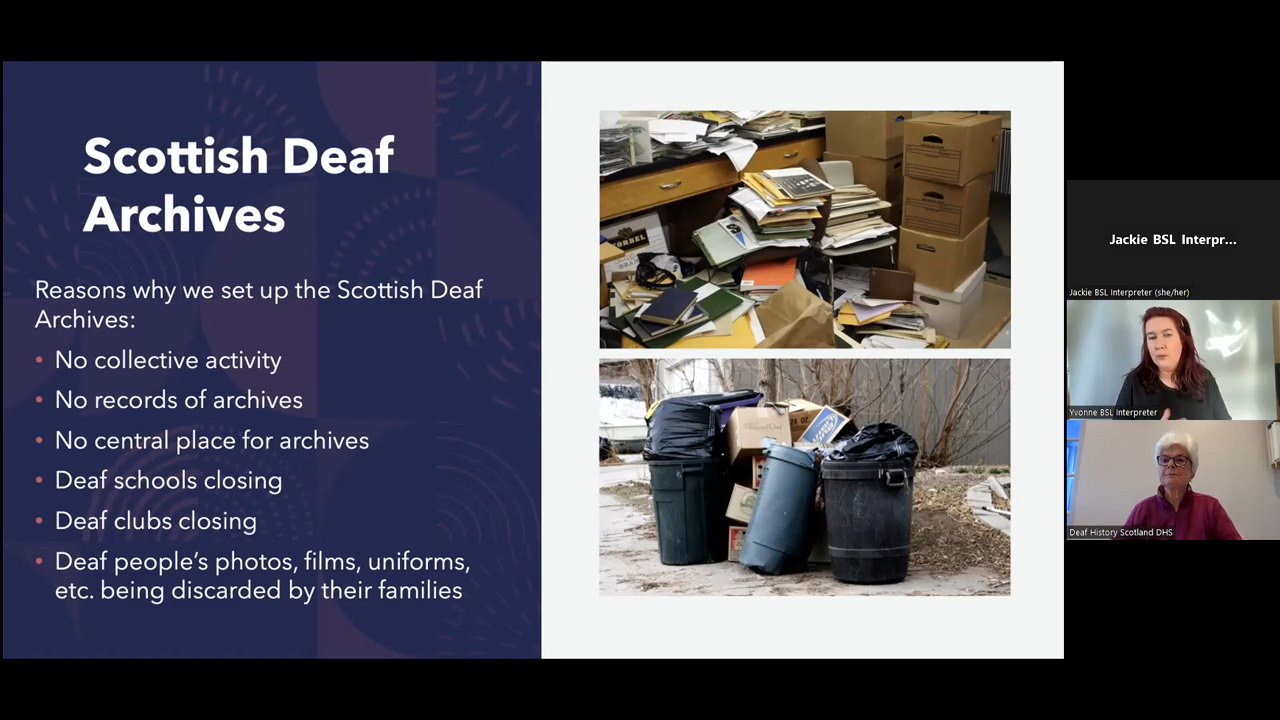 Scottish Deaf
Archives
Reasons why we set up the Scottish Deaf
Archives:
• No collective activity
• No records of archives
• No central place for archives
• Deaf schools closing
• Deaf clubs closing
• Deaf people’s photos, films, uniforms,
etc. being discarded by their families
Jackie BSL Interpr...
Jackie BSL Interpreter (she/her)
Yvonne BSL Interpreter
Deaf History Scotland DHS